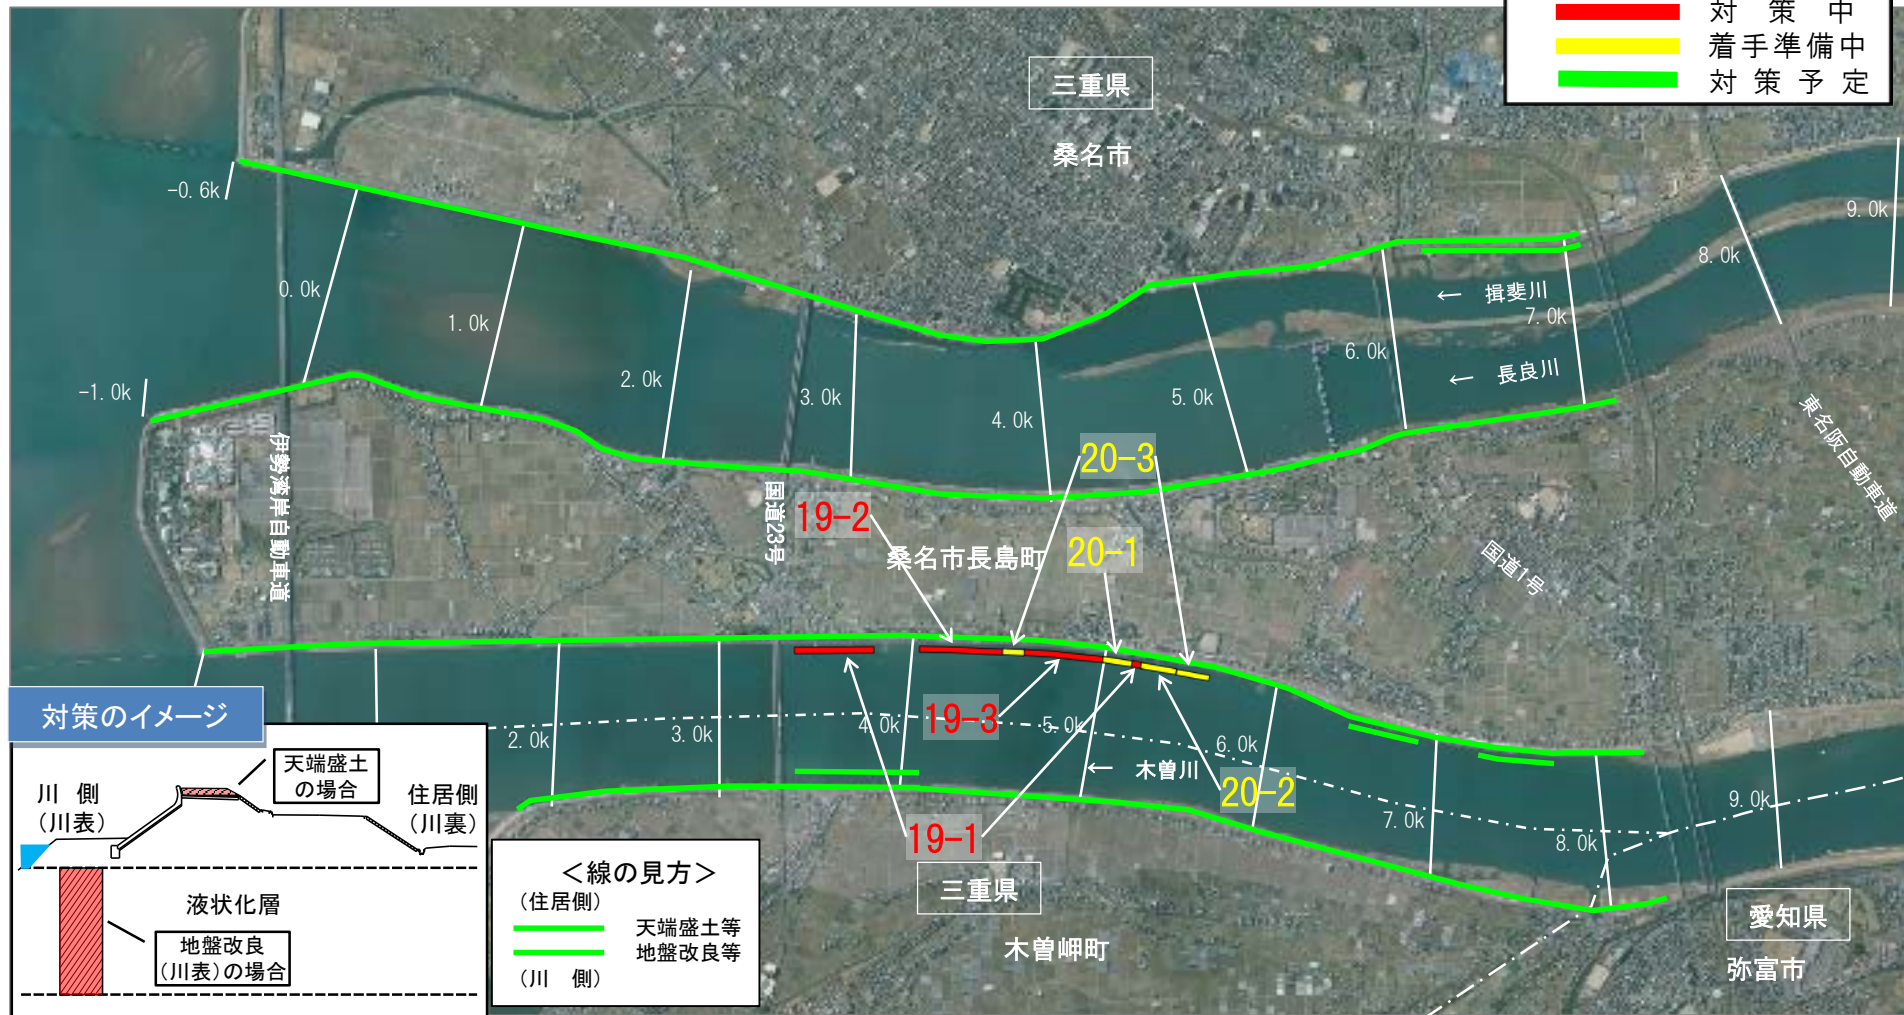 対 策 中
着手準備中
対 策 予 定
三重県
桑名市
-0.6k
0.0k
1.0k
2.0k
3.0k
4.0k
5.0k
6.0k
7.0k
8.0k
9.0k
← 揖斐川
← 長良川
-1.0k
伊勢湾岸自動車道
国道23号
東名阪自動車道
国道1号
19-2
20-3
20-1
桑名市長島町
19-3
20-2
19-1
2.0k
3.0k
4.0k
5.0k
6.0k
7.0k
8.0k
9.0k
← 木曽川
三重県
木曽岬町
愛知県
弥富市
対策のイメージ
川 側
(川表)
天端盛土
の場合
住居側
(川裏)
液状化層
地盤改良
(川表)の場合
＜線の見方＞
(住居側)
天端盛土等
地盤改良等
(川 側)